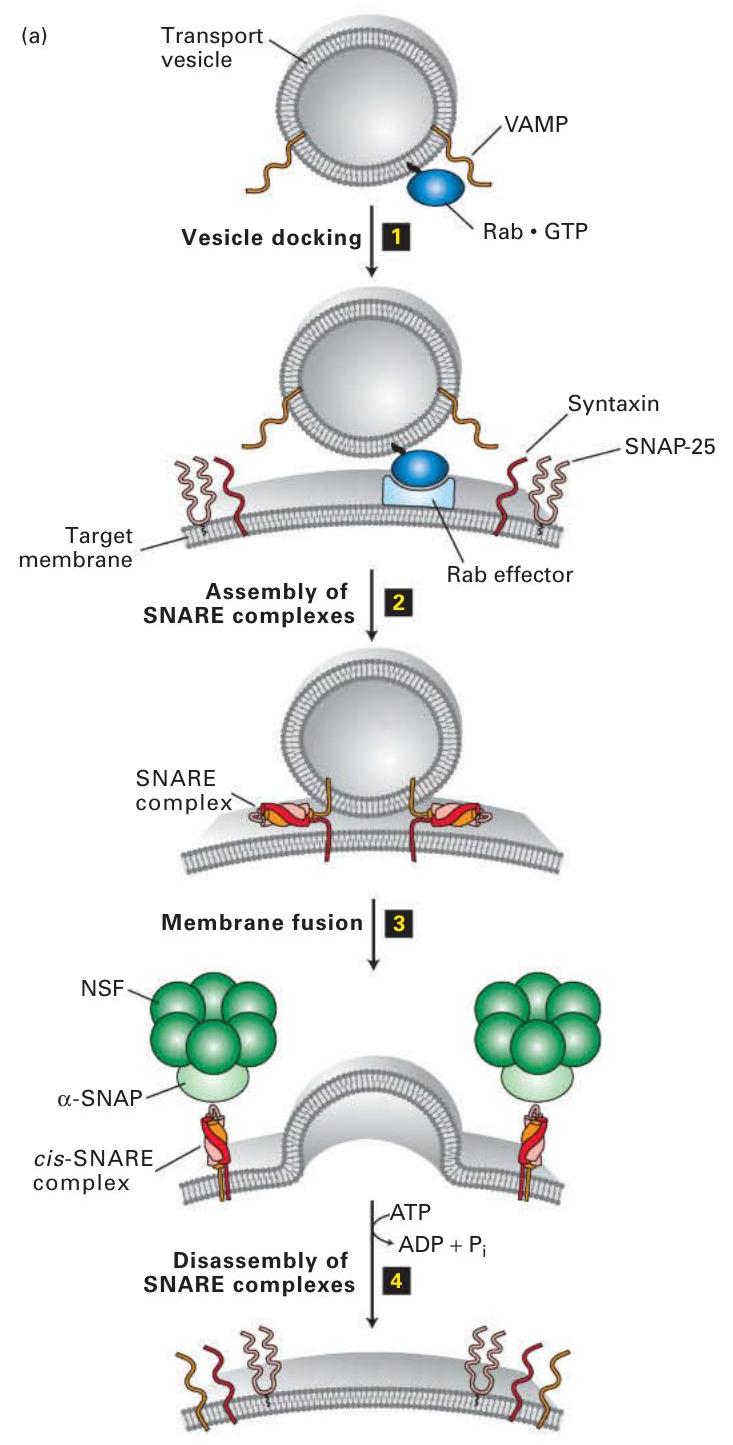 (a)
Transport
vesicle
VAMP
Rab • GTP
Vesicle docking 1
Syntaxin
SNAP-25
Target
membrane
Rab effector
Assembly of
SNARE complexes 2
SNARE
complex
Membrane fusion 3
NSF
α-SNAP
cis-SNARE
complex
ATP
ADP + Pi
Disassembly of
SNARE complexes 4